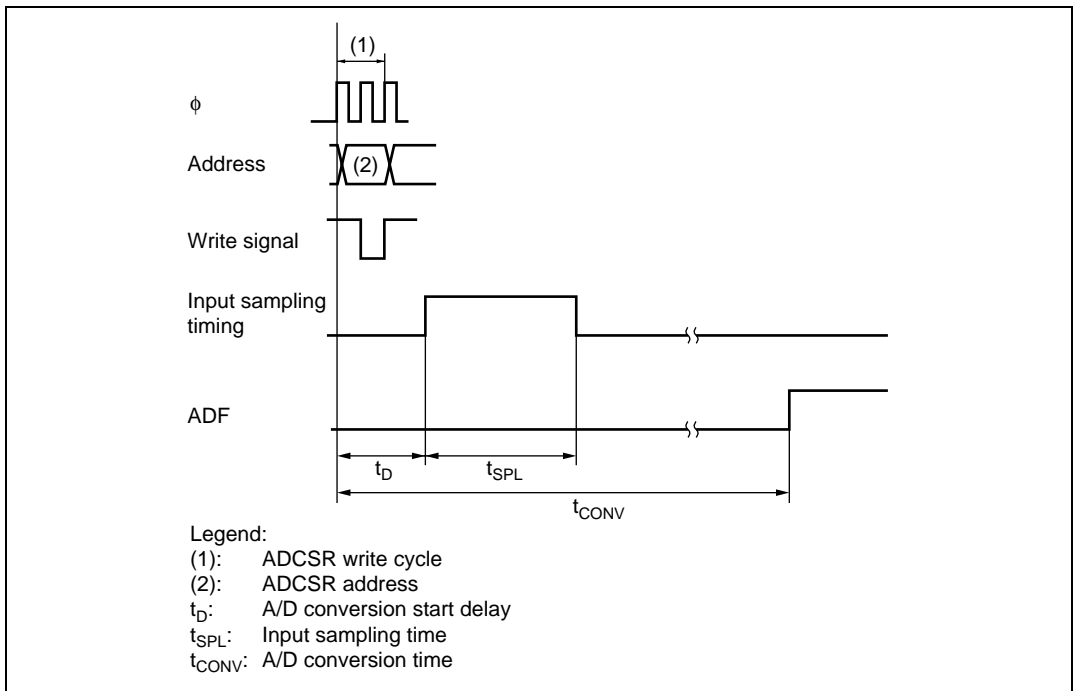 (1)
ϕ
Address
(2)
Write signal
Input sampling
timing
ADF
tD
tSPL
tCONV
Legend:
(1): ADCSR write cycle
(2): ADCSR address
tD: A/D conversion start delay
tSPL: Input sampling time
tCONV: A/D conversion time